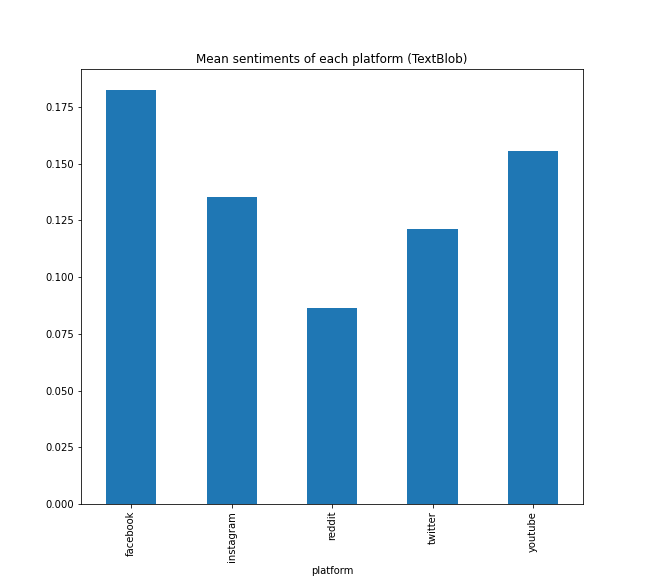 Mean sentiments of each platform (TextBlob)
0.175
0.150
0.125
0.100
0.075
0.050
0.025
0.000
facebook
instagram
reddit
twitter
youtube
platform